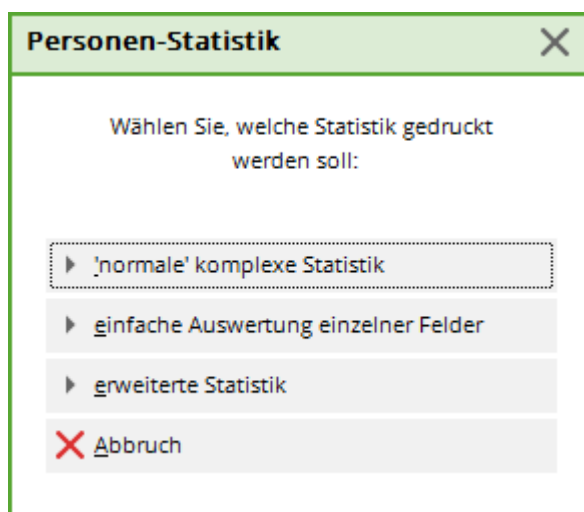 Personen-Statistik
Wählen Sie, welche Statistik gedruckt
werden soll:
'normale' komplexe Statistik
einfache Auswertung einzelner Felder
erweiterte Statistik
Abbruch